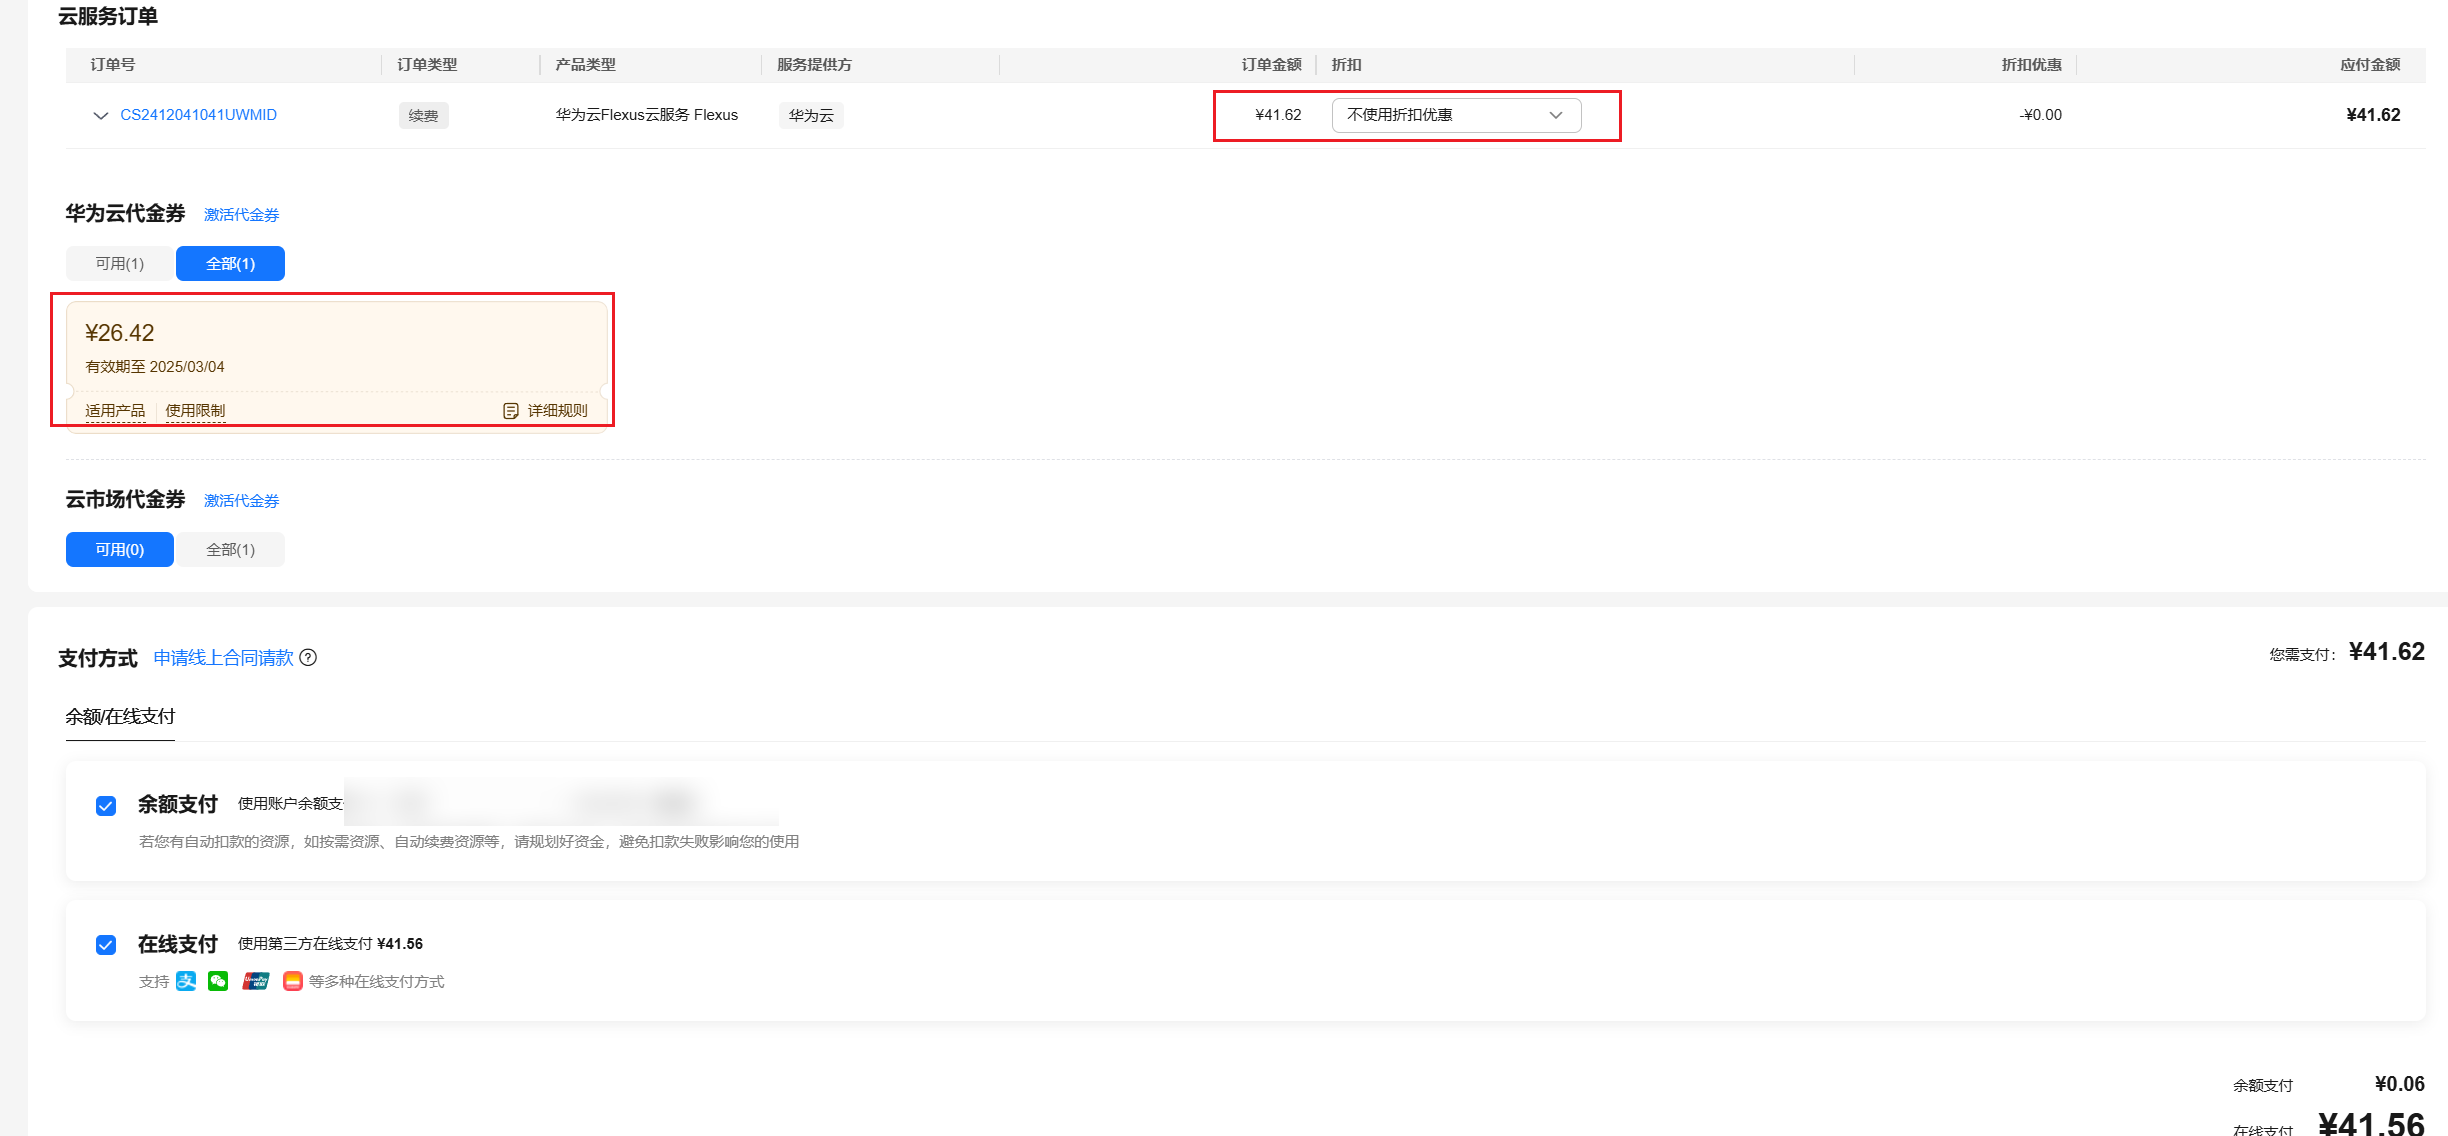 云服务订单
订单号 订单类型 产品类型 服务提供方 订单金额 折扣 折扣优惠 应付金额
CS2412041041UWMID 续费 华为云Flexus云服务 Flexus 华为云 ¥41.62 不使用折扣优惠 -¥0.00 ¥41.62
华为云代金券 激活代金券
可用(1) 全部(1)
¥26.42
有效期至 2025/03/04
适用产品 使用限制 详细规则
云市场代金券 激活代金券
可用(0) 全部(1)
支付方式 申请线上合同请款 您需支付: ¥41.62
余额/在线支付
余额支付 使用账户余额支
若您有自动扣款的资源，如按需资源、自动续费资源等，请规划好资金，避免扣款失败影响您的使用
在线支付 使用第三方在线支付 ¥41.56
支持 支 UnionPay 银联 等多种在线支付方式
余额支付 ¥0.06
在线支付 ¥41.56